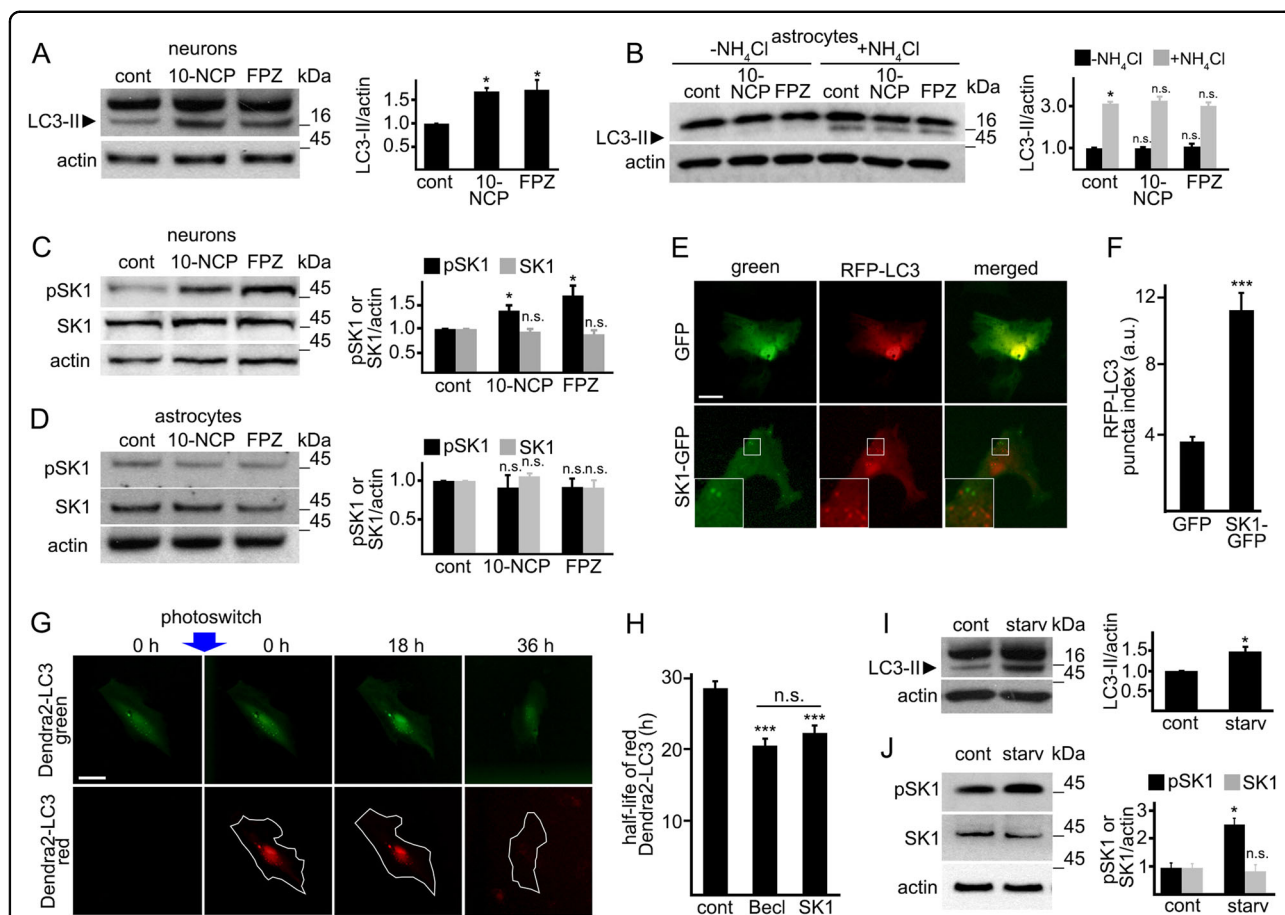 A
neurons
cont 10-NCP FPZ kDa
LC3-II
16
45
actin
LC3-II/actin
1.5
1.0
0.5
* *
cont 10-NCP FPZ
B
astrocytes
-NH4Cl +NH4Cl
cont 10-NCP FPZ cont 10-NCP FPZ kDa
LC3-II
16
45
actin
-NH4Cl +NH4Cl
LC3-II/actin
3.0
1.0
* n.s. n.s. n.s. n.s.
cont 10-NCP FPZ
C
neurons
cont 10-NCP FPZ kDa
pSK1 45
SK1 45
actin
pSK1 SK1
pSK1 or SK1/actin
1.5
1.0
0.5
* n.s. * n.s.
cont 10-NCP FPZ
D
astrocytes
cont 10-NCP FPZ kDa
pSK1 45
SK1 45
45
actin
pSK1 SK1
pSK1 or SK1/actin
1.0
0.5
n.s. n.s. n.s. n.s.
cont 10-NCP FPZ
E
green RFP-LC3 merged
GFP
SK1-GFP
F
RFP-LC3 puncta index (a.u.)
12
8
4
***
GFP SK1-GFP
G
photoswitch
0 h 0 h 18 h 36 h
Dendra2-LC3 green
Dendra2-LC3 red
H
half-life of red Dendra2-LC3 (h)
30
20
10
n.s.
*** ***
cont Becl SK1
I
cont starv kDa
LC3-II
16
45
actin
LC3-II/actin
1.5
1.0
0.5
*
cont starv
J
cont starv kDa
pSK1 45
SK1 45
45
actin
pSK1 SK1
pSK1 or SK1/actin
3
2
1
* n.s.
cont starv